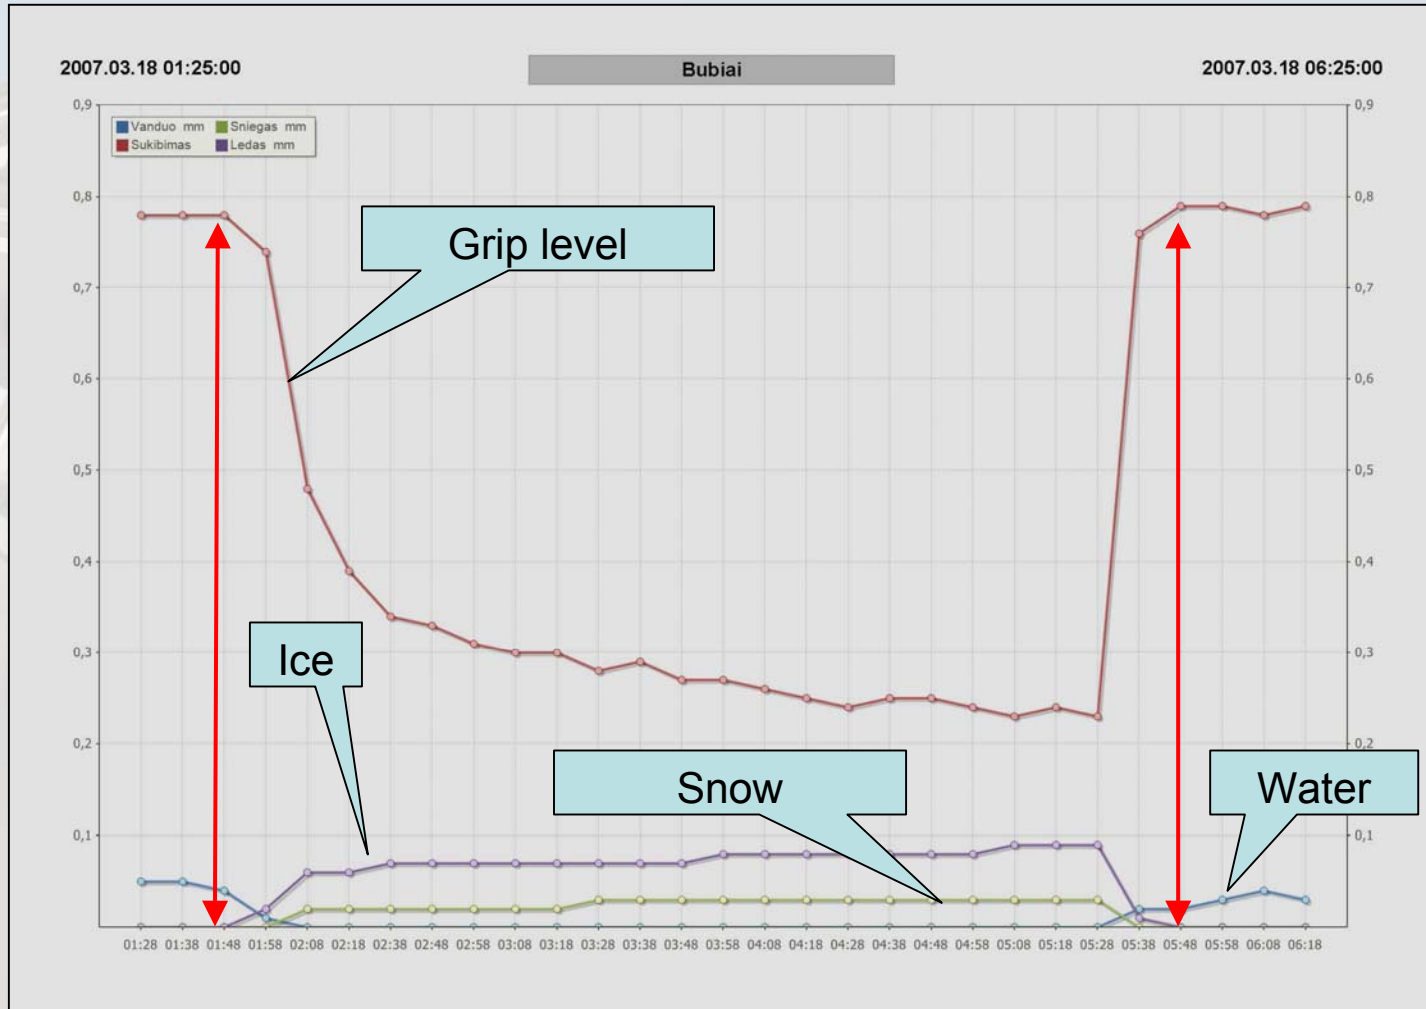 2007.03.18 01:25:00 Bubiai 2007.03.18 06:25:00
0,9 0,9
Vanduo mm Sniegas mm
Sukibimas Ledas mm
0,8 0,8
Grip level
0,7 0,7
0,6 0,6
0,5 0,5
0,4 0,4
Ice
0,3 0,3
0,2 0,2
Snow Water
0,1 0,1
01:28 01:38 01:48 01:58 02:08 02:18 02:38 02:48 02:58 03:08 03:18 03:28 03:38 03:48 03:58 04:08 04:18 04:28 04:38 04:48 04:58 05:08 05:18 05:28 05:38 05:48 05:58 06:08 06:18